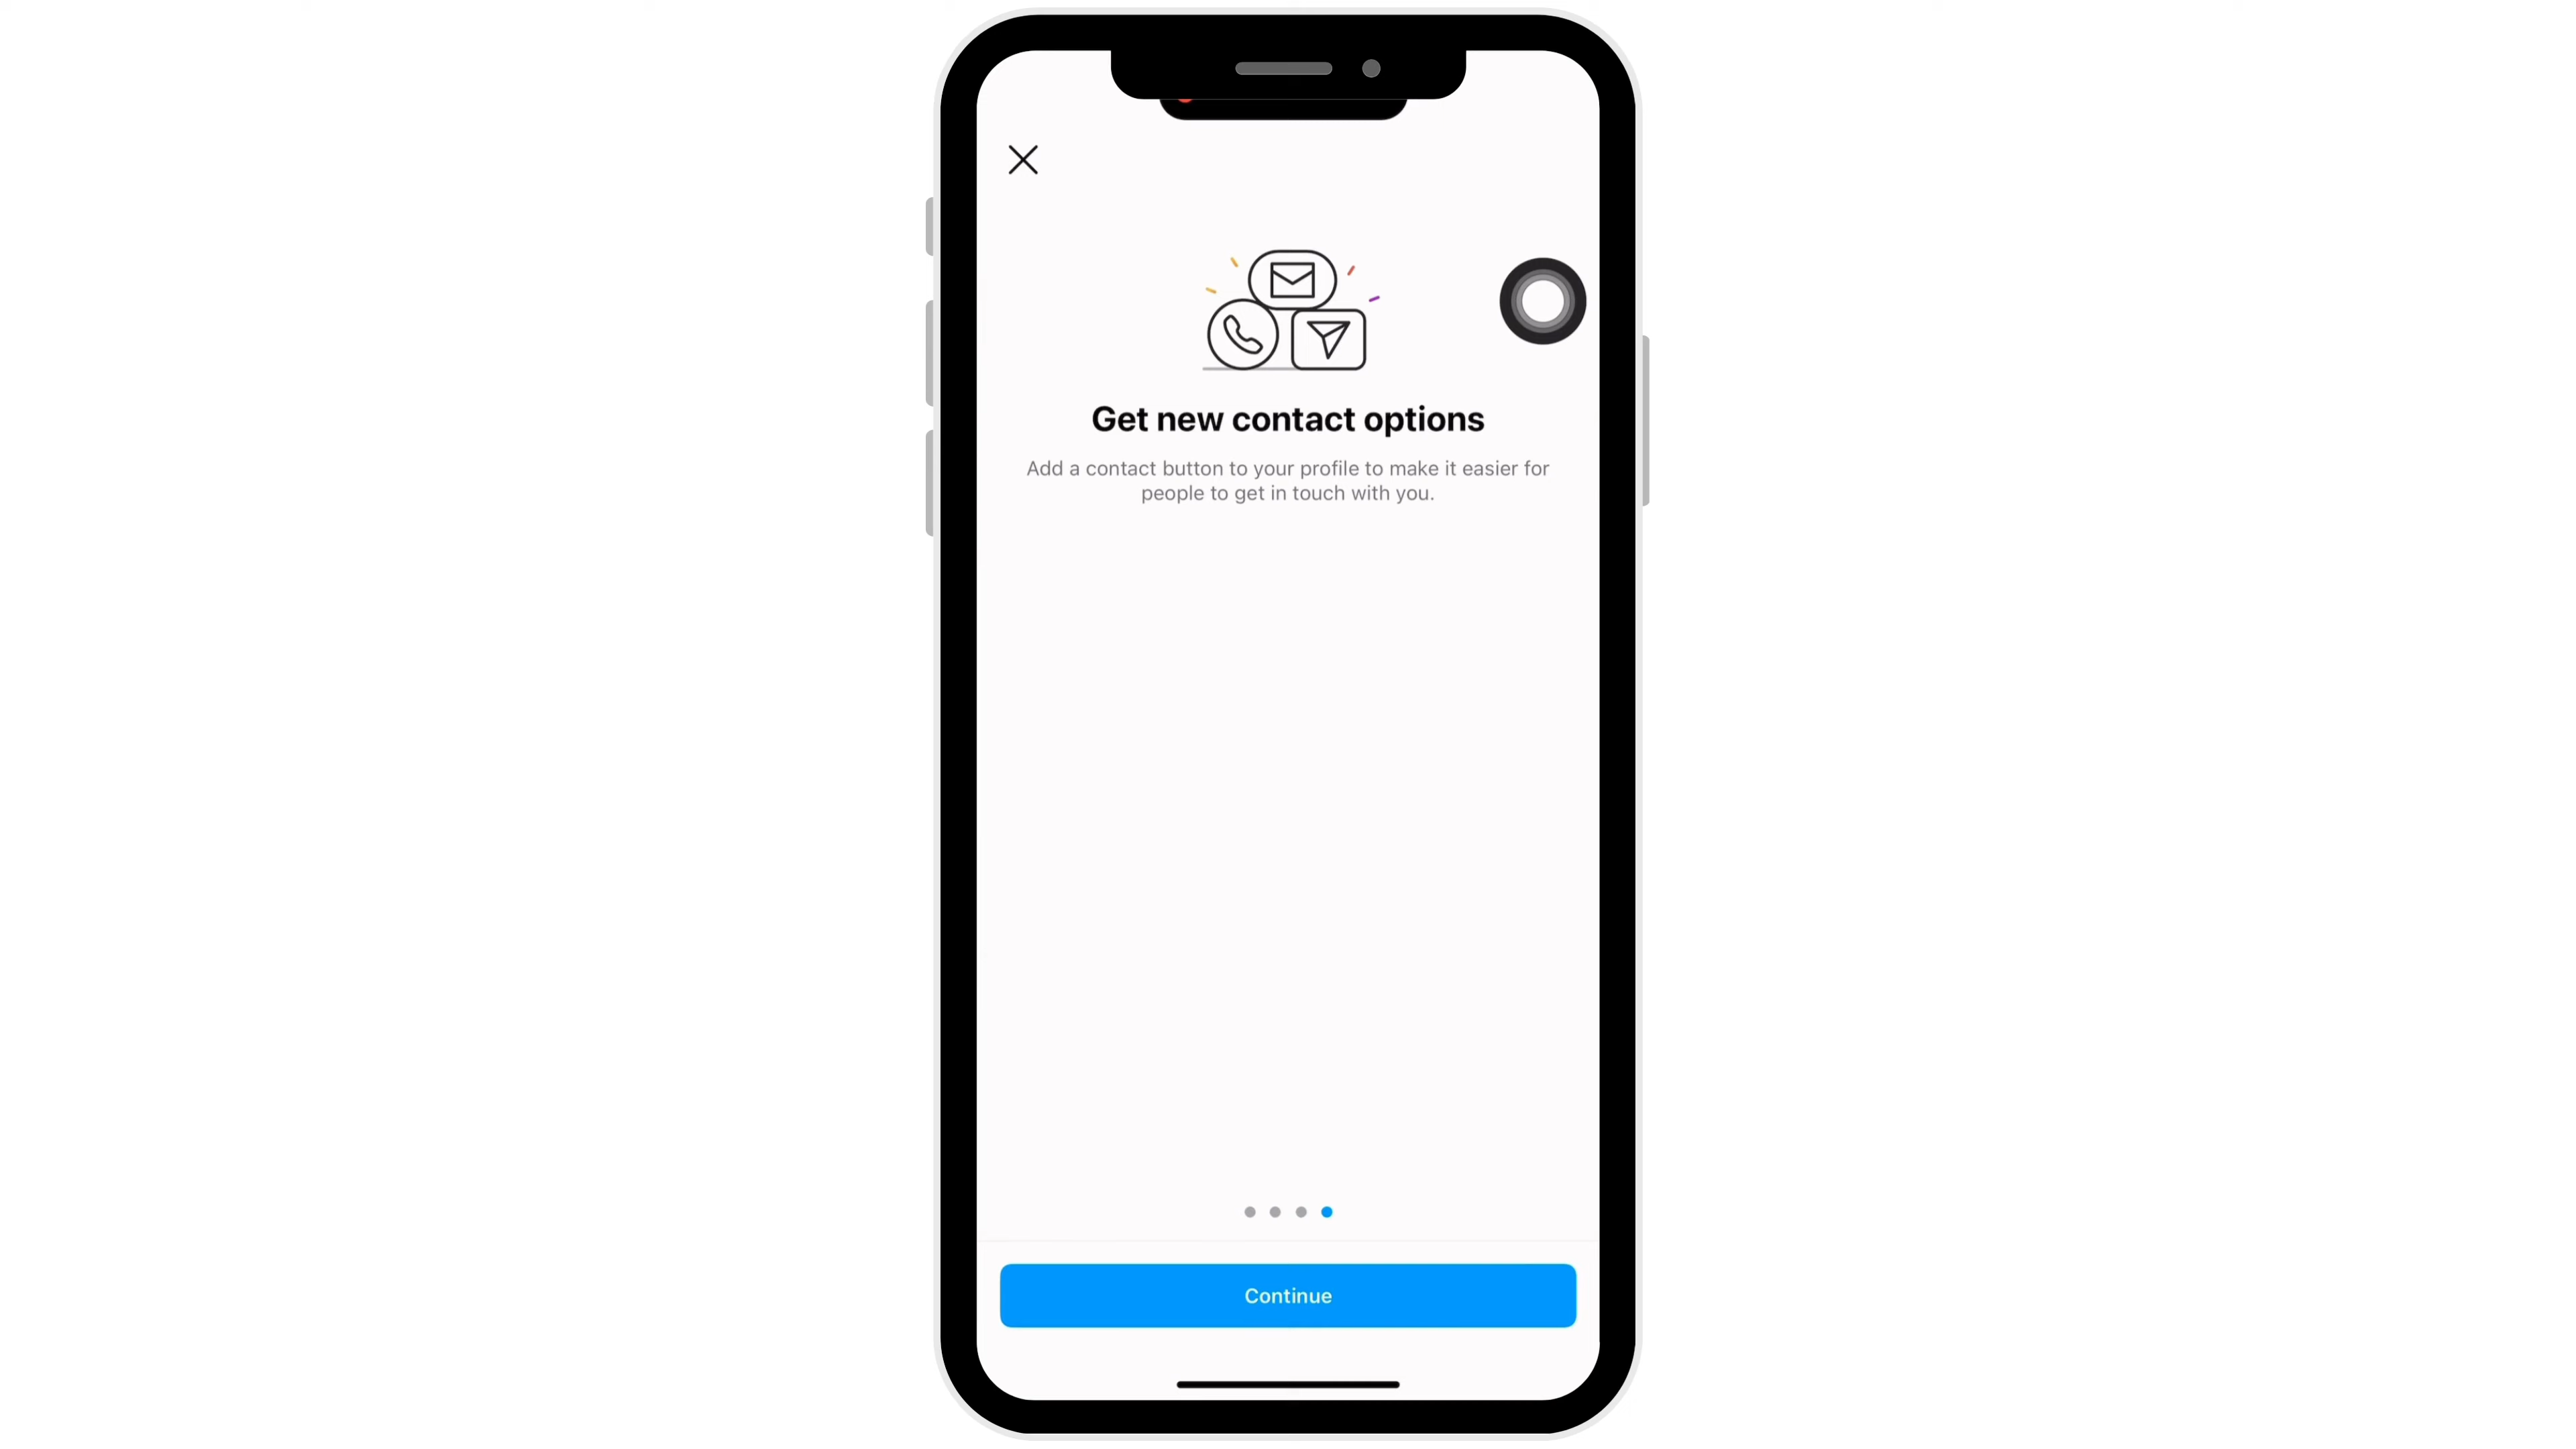 Get new contact options
Add a contact button to your profile to make it easier for
people to get in touch with you.
Continue